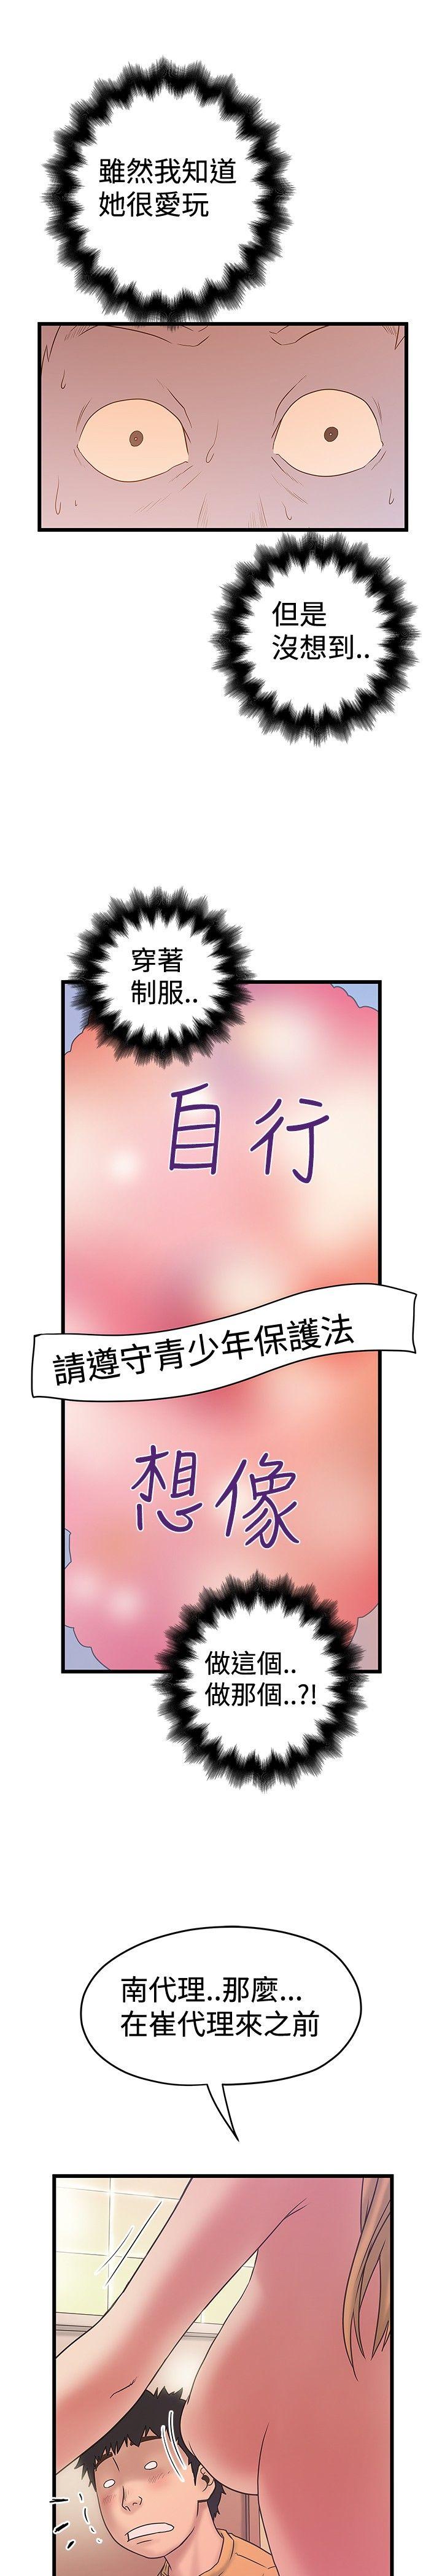 雖然我知道
她很愛玩
但是
沒想到..
穿著
制服..
自行
請遵守青少年保護法
想像
做這個..
做那個..?!
南代理..那麼...
在崔代理來之前